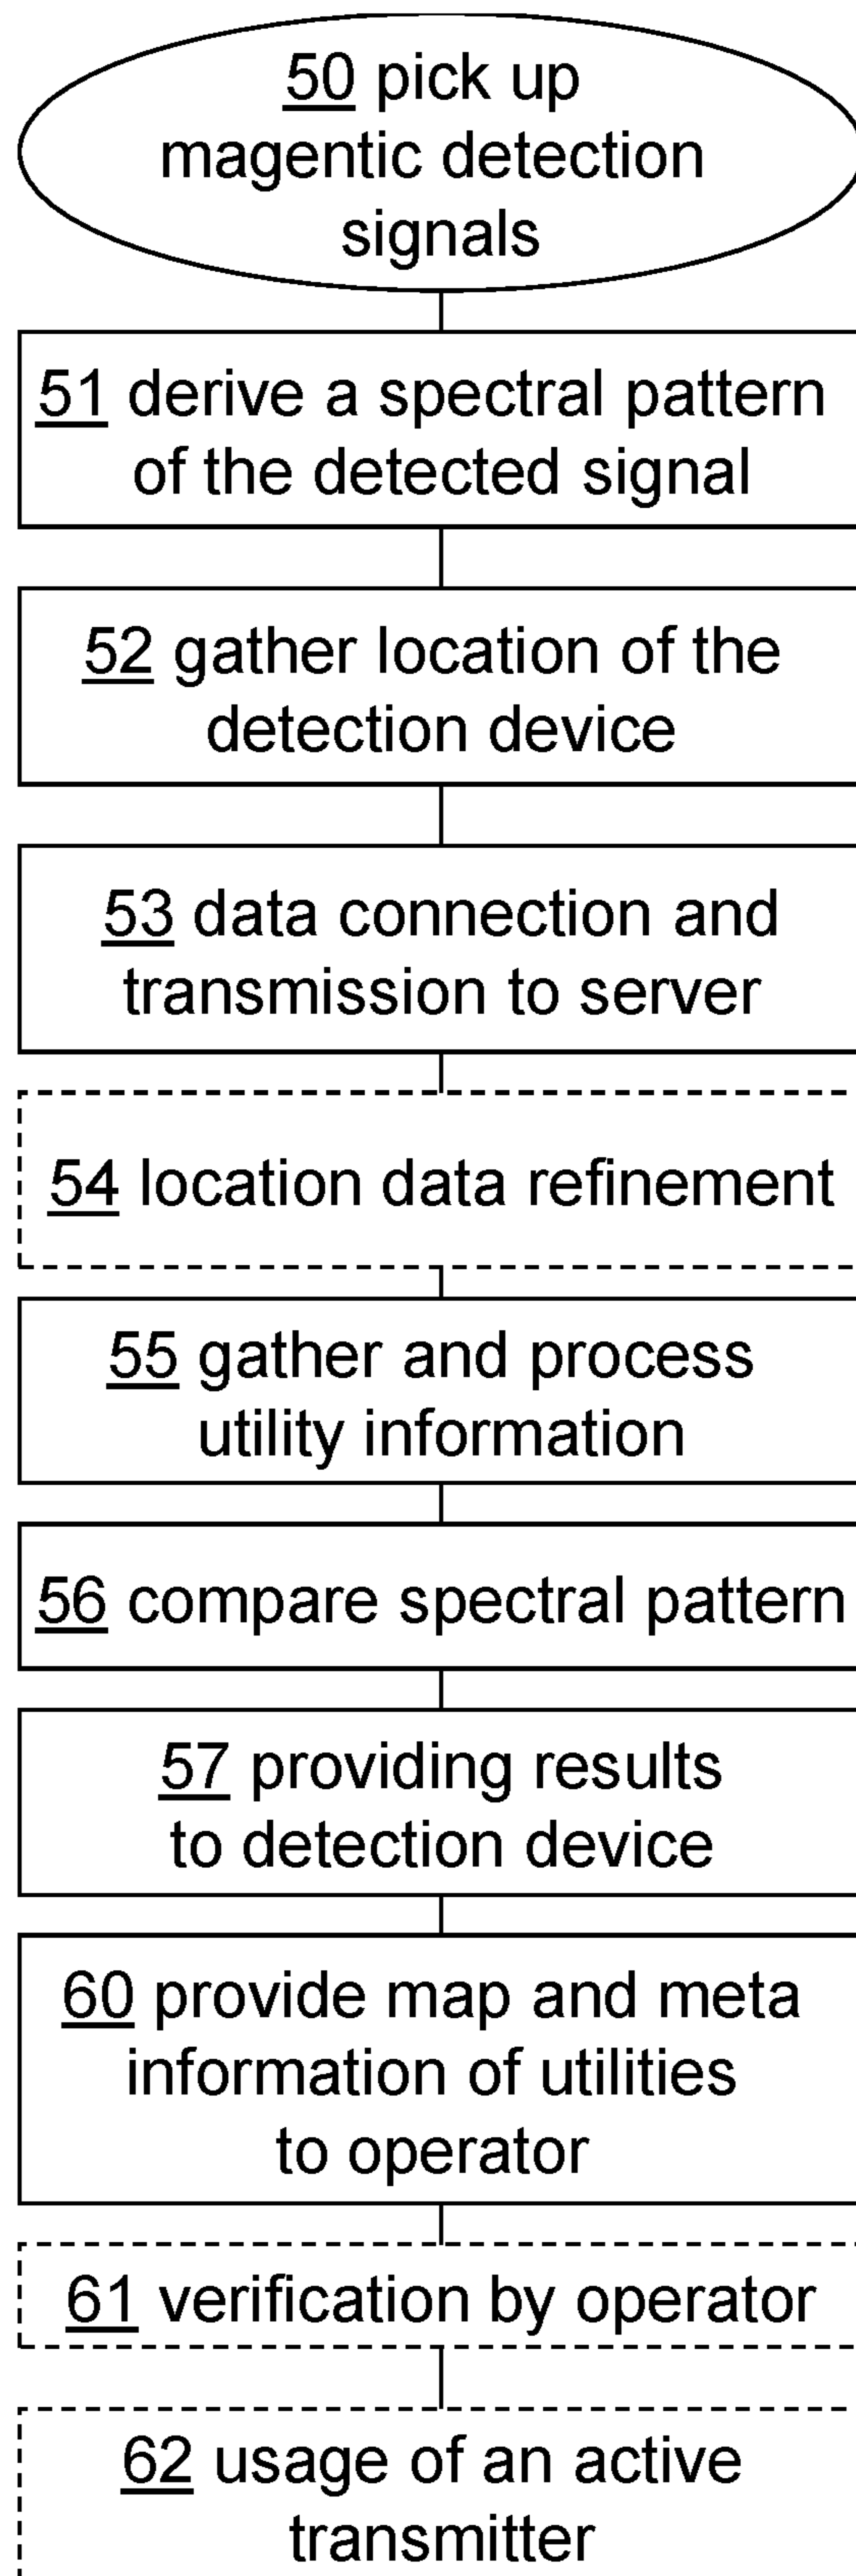 50 pick up
magentic detection
signals
51 derive a spectral pattern
of the detected signal
52 gather location of the
detection device
53 data connection and
transmission to server
54 location data refinement
55 gather and process
utility information
56 compare spectral pattern
57 providing results
to detection device
60 provide map and meta
information of utilities
to operator
61 verification by operator
62 usage of an active
transmitter